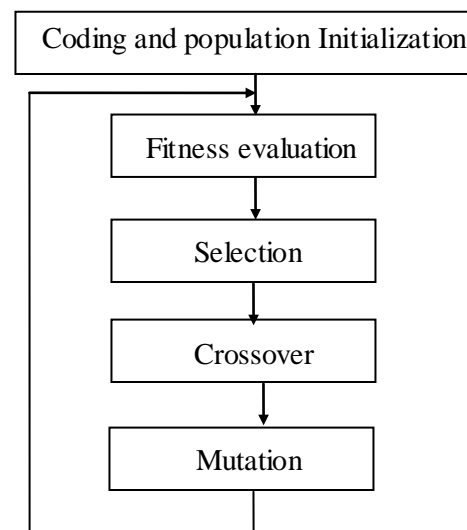 Coding and population Initialization
Fitness evaluation
Selection
Crossover
Mutation